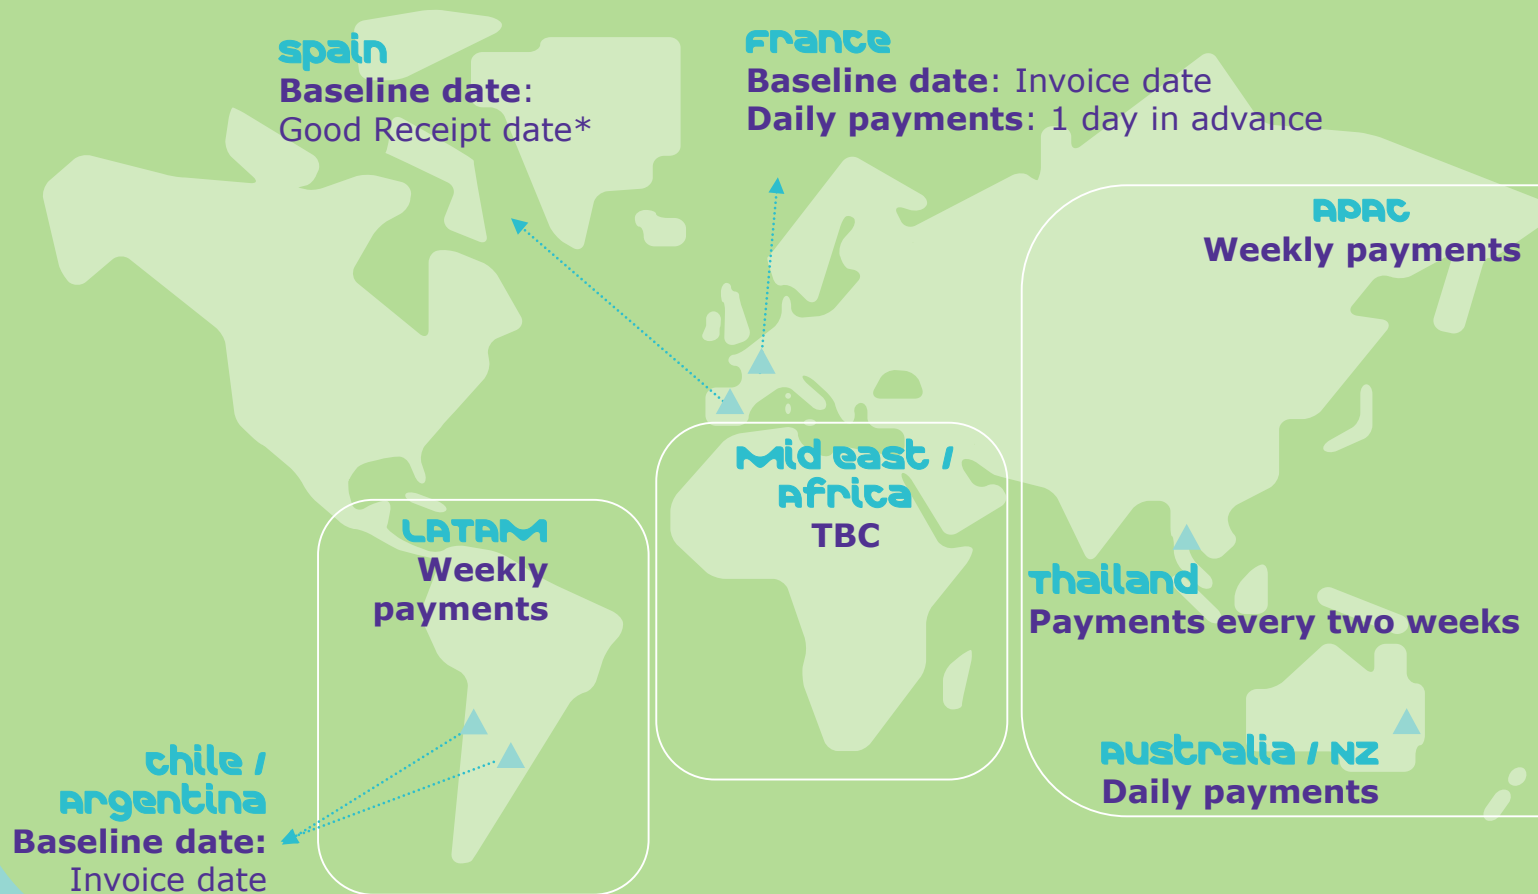 Spain
Baseline date:
Good Receipt date*
France
Baseline date: Invoice date
Daily payments: 1 day in advance
APAC
Weekly payments
Mid east /
Africa
TBC
LATAM
Weekly
payments
Thailand
Payments every two weeks
Australia / NZ
Daily payments
Chile /
Argentina
Baseline date:
Invoice date